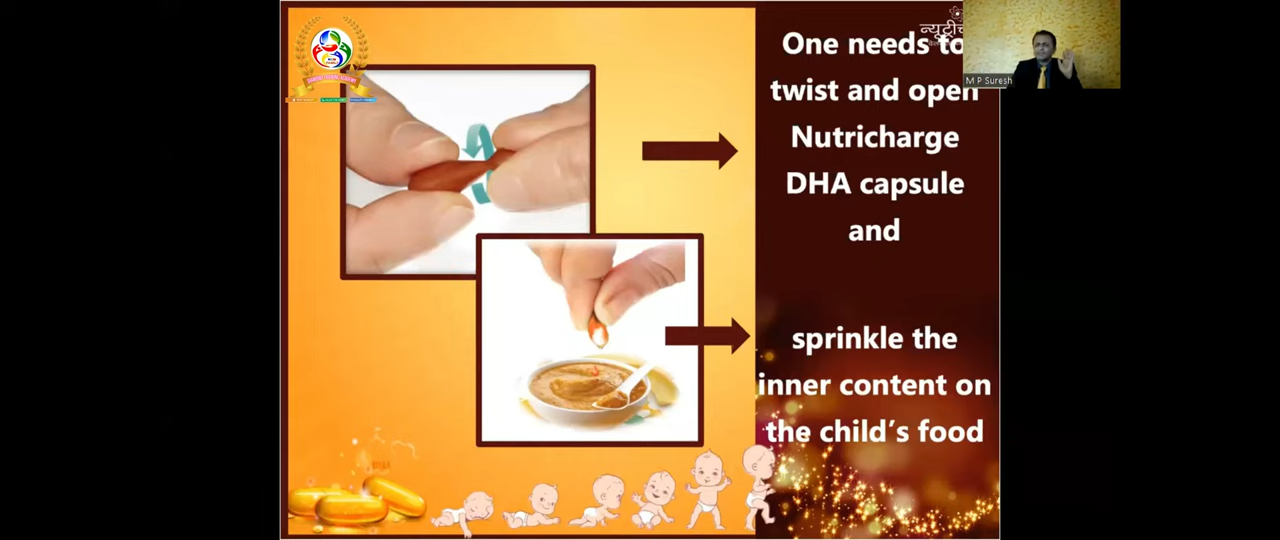 One needs to
twist and open
Nutricharge
DHA capsule
and
sprinkle the
inner content on
the child's food
M P Suresh
DHA